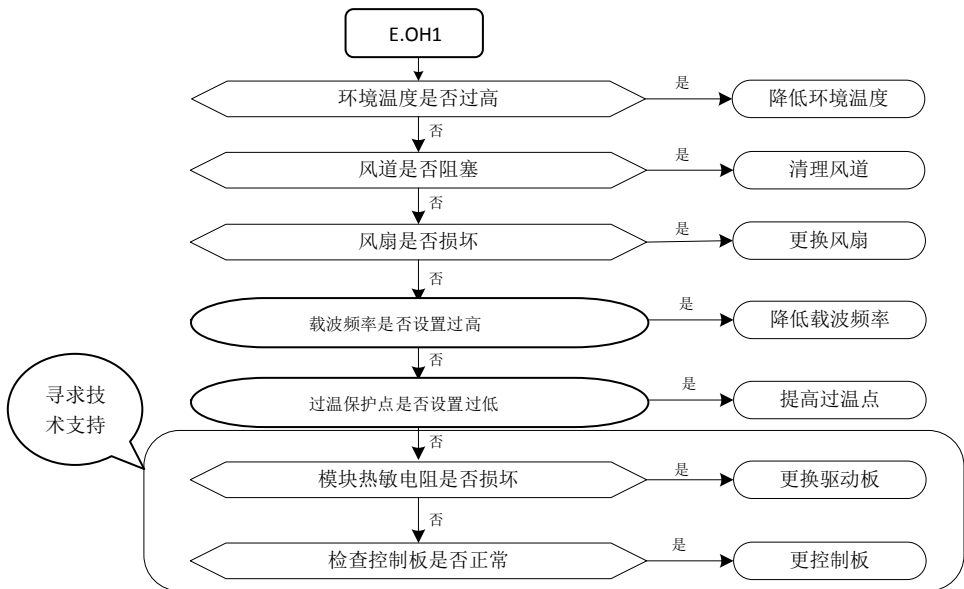 E.OH1
环境温度是否过高
是
降低环境温度
否
风道是否阻塞
是
清理风道
否
风扇是否损坏
是
更换风扇
否
载波频率是否设置过高
是
降低载波频率
否
过温保护点是否设置过低
是
提高过温点
寻求技
术支持
否
模块热敏电阻是否损坏
是
更换驱动板
否
检查控制板是否正常
是
更控制板